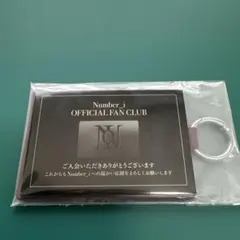 Number_i
OFFICIAL FAN CLUB
ご入会いただきありがとうございます
これからもNumber_iへの温かい応援をよろしくお願いします